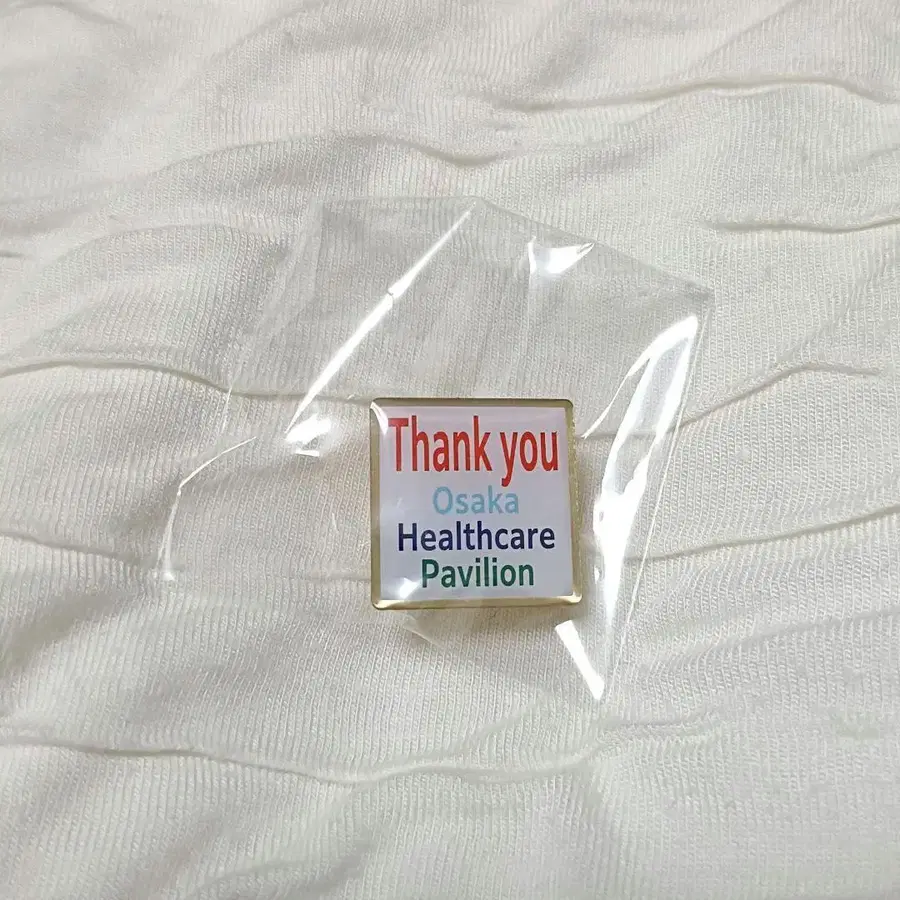 Thank you
Osaka
Healthcare
Pavilion